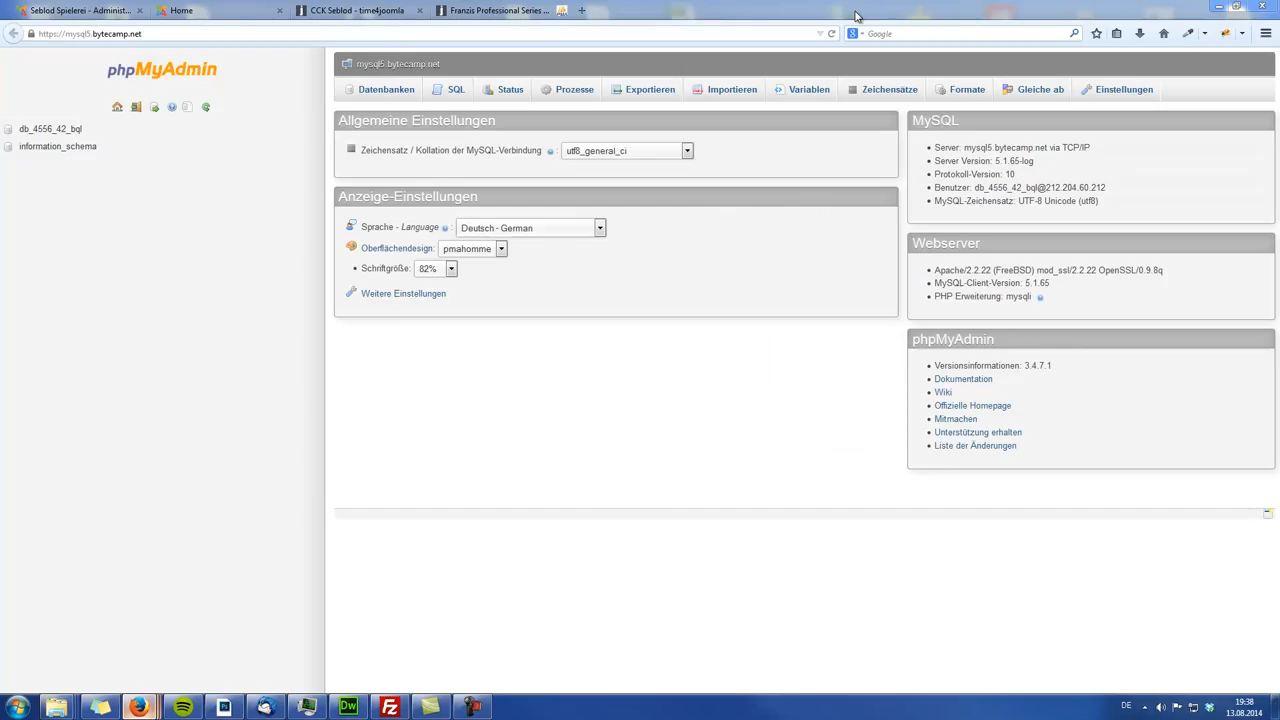 Seblod Spielerei - Administ...
Home
CCK Seblod - time4joomla
Franzis Professional Series ...
https://mysql5.bytecamp.net
Google
phpMyAdmin
db_4556_42_bql
information_schema
mysql5.bytecamp.net
Datenbanken
SQL
Status
Prozesse
Exportieren
Importieren
Variablen
Zeichensätze
Formate
Gleiche ab
Einstellungen
Allgemeine Einstellungen
Zeichensatz / Kollation der MySQL-Verbindung : utf8_general_ci
Anzeige-Einstellungen
Sprache - Language : Deutsch - German
Oberflächendesign: pmahomme
Schriftgröße: 82%
Weitere Einstellungen
MySQL
Server: mysql5.bytecamp.net via TCP/IP
Server Version: 5.1.65-log
Protokoll-Version: 10
Benutzer: db_4556_42_bql@212.204.60.212
MySQL-Zeichensatz: UTF-8 Unicode (utf8)
Webserver
Apache/2.2.22 (FreeBSD) mod_ssl/2.2.22 OpenSSL/0.9.8q
MySQL-Client-Version: 5.1.65
PHP Erweiterung: mysqli
phpMyAdmin
Versionsinformationen: 3.4.7.1
Dokumentation
Wiki
Offizielle Homepage
Mitmachen
Unterstützung erhalten
Liste der Änderungen
Dw
Fz
DE
19:38
13.08.2014